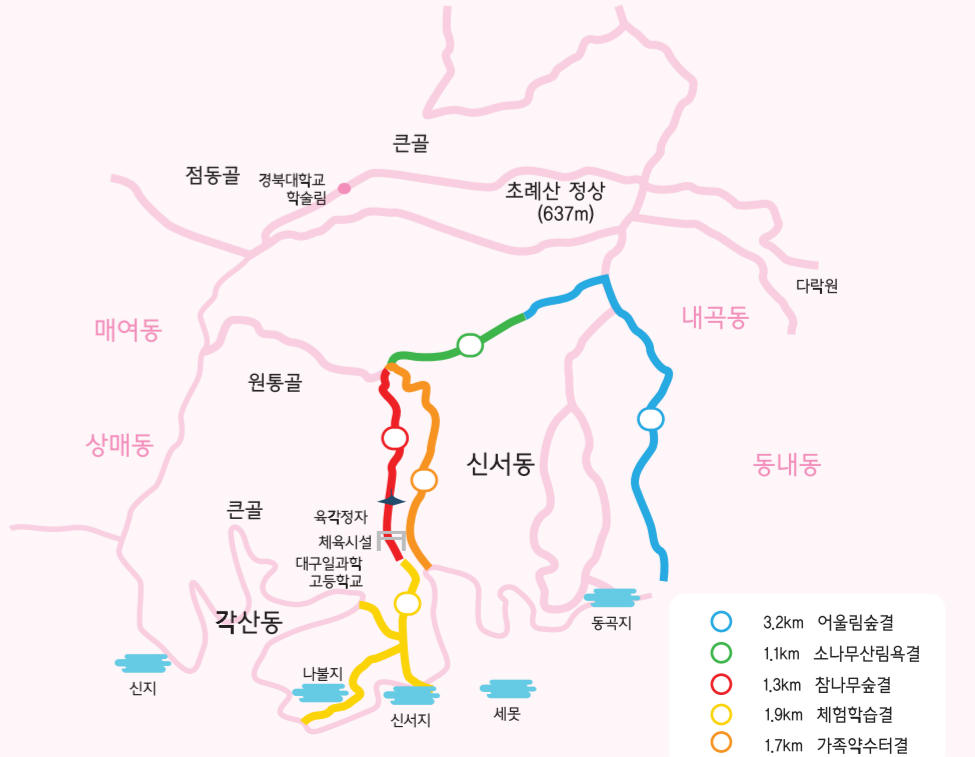 큰골
점동골
경북대학교
학술림
초례산 정상
(637m)
다락원
매여동
내곡동
원통골
상매동
신서동
동내동
큰골
육각정자
체육시설
대구일과학
고등학교
각산동
동곡지
신지
나불지
신서지
세못
3.2km 어울림숲결
1.1km 소나무산림욕결
1.3km 참나무숲결
1.9km 체험학습결
1.7km 가족약수터결